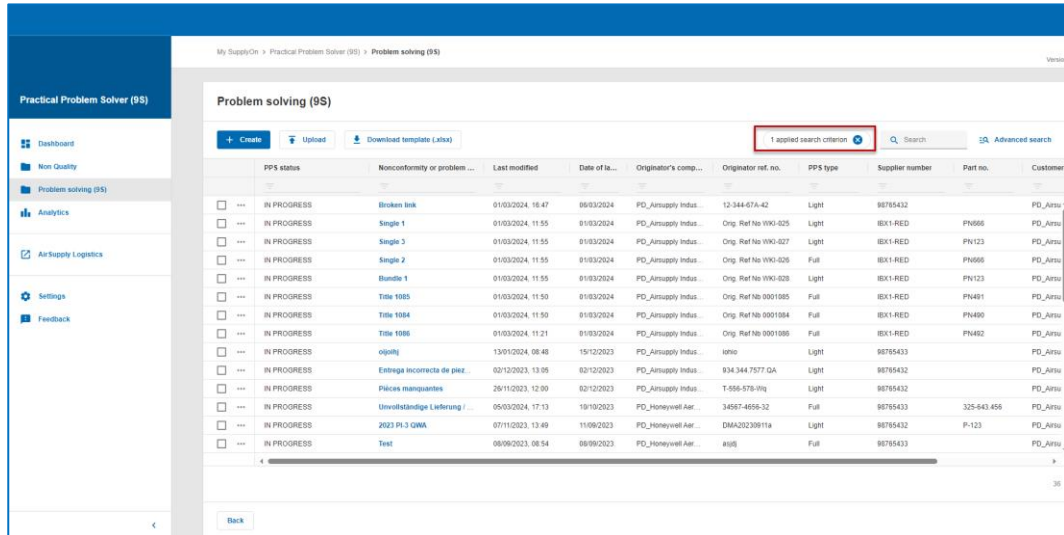 My SupplyOn > Practical Problem Solver (9S) > Problem solving (9S)
Practical Problem Solver (9S)
Dashboard
Non Quality
Problem solving (9S)
Analytics
AirSupply Logistics
Settings
Feedback
Problem solving (9S)
+ Create Upload Download template (.xlsx) 1 applied search criterion Search Advanced search
PPS status Nonconformity or problem ... Last modified Date of la... Originator's comp... Originator ref. no. PPS type Supplier number Part no. Customer
IN PROGRESS Broken link 01/03/2024, 16:47 06/03/2024 PD_Airsupply Indus... 12-344-67A-42 Light 98765432 PD_Airsu
IN PROGRESS Single 1 01/03/2024, 11:55 01/03/2024 PD_Airsupply Indus... Orig. Ref No WKI-025 Light IBX1-RED PN666 PD_Airsu
IN PROGRESS Single 3 01/03/2024, 11:55 01/03/2024 PD_Airsupply Indus... Orig. Ref No WKI-027 Light IBX1-RED PN123 PD_Airsu
IN PROGRESS Single 2 01/03/2024, 11:55 01/03/2024 PD_Airsupply Indus... Orig. Ref No WKI-026 Full IBX1-RED PN666 PD_Airsu
IN PROGRESS Bundle 1 01/03/2024, 11:55 01/03/2024 PD_Airsupply Indus... Orig. Ref No WKI-028 Light IBX1-RED PN123 PD_Airsu
IN PROGRESS Title 1085 01/03/2024, 11:50 01/03/2024 PD_Airsupply Indus... Orig. Ref Nb 0001085 Full IBX1-RED PN491 PD_Airsu
IN PROGRESS Title 1084 01/03/2024, 11:50 01/03/2024 PD_Airsupply Indus... Orig. Ref Nb 0001084 Full IBX1-RED PN490 PD_Airsu
IN PROGRESS Title 1086 01/03/2024, 11:21 01/03/2024 PD_Airsupply Indus... Orig. Ref Nb 0001086 Full IBX1-RED PN492 PD_Airsu
IN PROGRESS oijoihj 13/01/2024, 08:48 15/12/2023 PD_Airsupply Indus... iohio Light 98765433 PD_Airsu
IN PROGRESS Entrega incorrecta de piez... 02/12/2023, 13:05 02/12/2023 PD_Airsupply Indus... 934.344.7577.QA Light 98765432 PD_Airsu
IN PROGRESS Pièces manquantes 26/11/2023, 12:00 02/12/2023 PD_Airsupply Indus... T-556-578-Wq Light 98765432 PD_Airsu
IN PROGRESS Unvollständige Lieferung / ... 05/03/2024, 17:13 10/10/2023 PD_Honeywell Aer... 34567-4656-32 Full 98765433 325-643.456 PD_Airsu
IN PROGRESS 2023 PI-3 QWA 07/11/2023, 13:49 11/09/2023 PD_Honeywell Aer... DMA20230911a Light 98765432 P-123 PD_Airsu
IN PROGRESS Test 08/09/2023, 08:54 08/09/2023 PD_Honeywell Aer... asjdj Full 98765433 PD_Airsu
36
Back